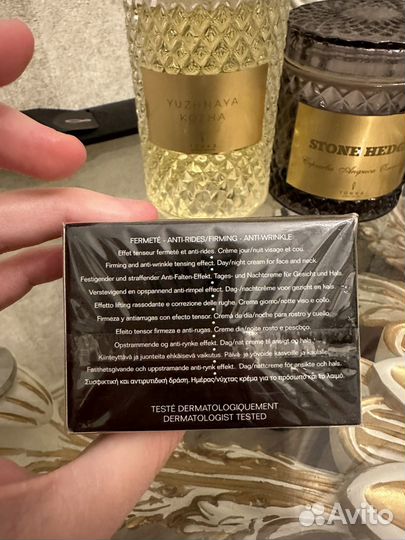 YUZHNAYA
KOZHA
STONE HEDG
TONKA
TONKA
FERMETÉ - ANTI-RIDES/FIRMING - ANTI-WRINKLE
Effet tenseur fermeté et anti-rides. Crème jour/nuit visage et cou.
Firming and anti-wrinkle tensing effect. Day/night cream for face and neck.
Festigender und straffender Anti-Falten-Effekt. Tages- und Nachtcreme für Gesicht und Hals.
Verstevigend en opspannend anti-rimpel effect. Dag-/nachtcrème voor gezicht en hals
Effetto lifting rassodante e correzione delle rughe. Crema giorno/notte viso e collo.
Firmeza y antiarrugas con efecto tensor. Crema de día/noche para rostro y cuello.
Efeito tensor firmeza e anti-rugas. Creme dia/noite rosto e pescoço.
Opstrammende og anti-rynke effekt. Dag/nat creme til ansigt og hals.
Kiinteyttävä ja juonteita ehkäisevä vaikutus. Päivä- ja yövoide kasvoille ja kaulalle.
Fasthetsgivande och uppstramande anti-rynk effekt. Dag/nattcreme för ansikte och hals.
Συσφικτική και αντιρυτιδική δράση. Ημέρας/νύχτας κρέμα για το πρόσωπο και το λαιμό.
TESTÉ DERMATOLOGIQUEMENT
DERMATOLOGIST TESTED
Avito